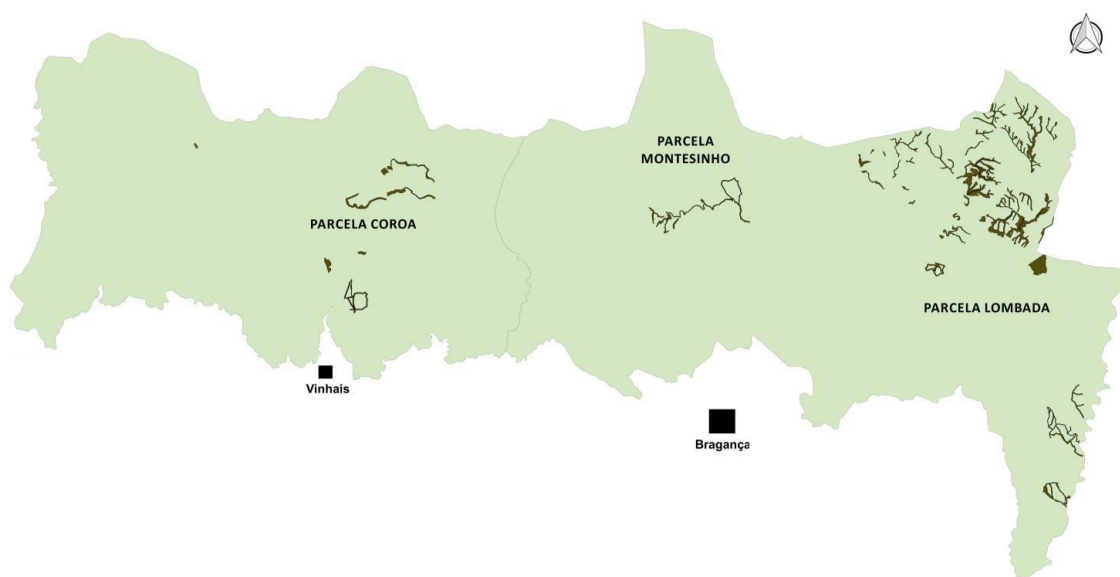 PARCELA
MONTESINHO
PARCELA COROA
PARCELA LOMBADA
Vinhais
Bragança